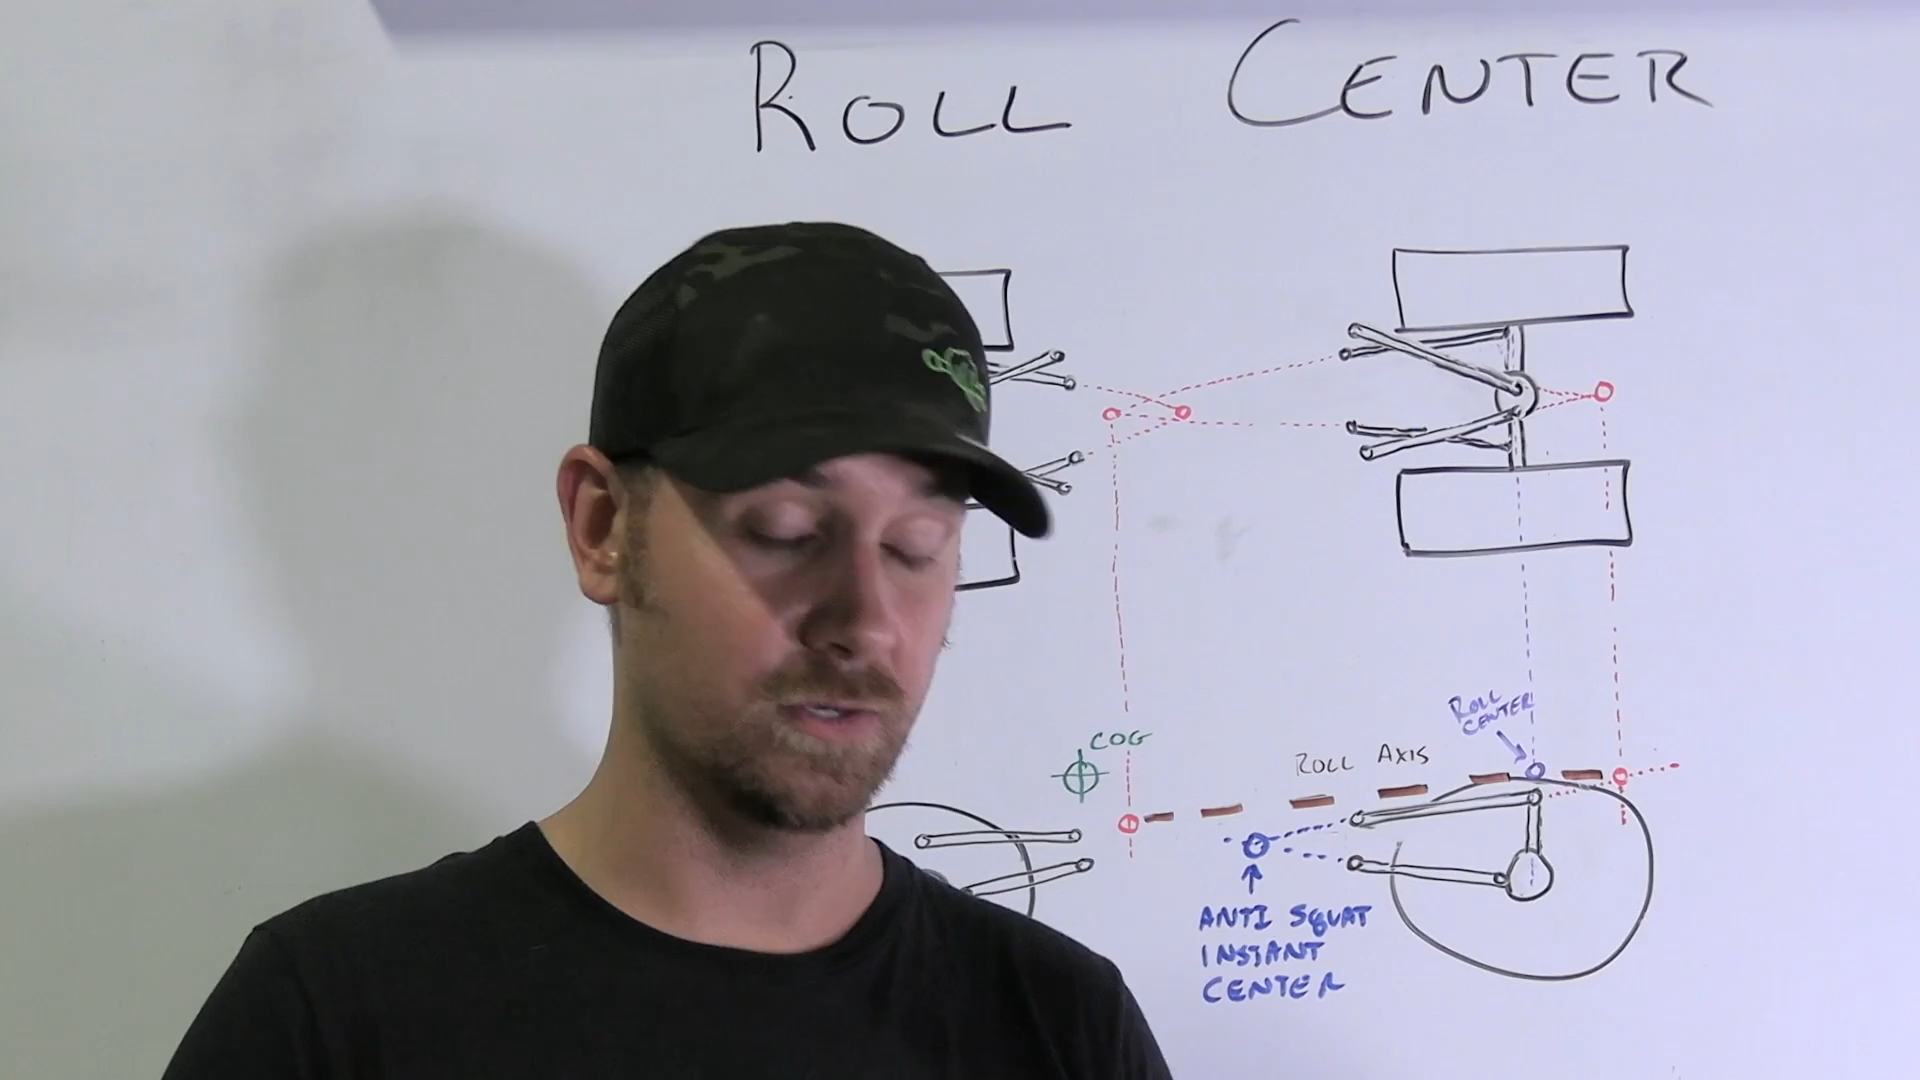 ROLL CENTER
ROLL
CENTER
COG
ROLL AXIS
ANTI SQUAT
INSTANT
CENTER